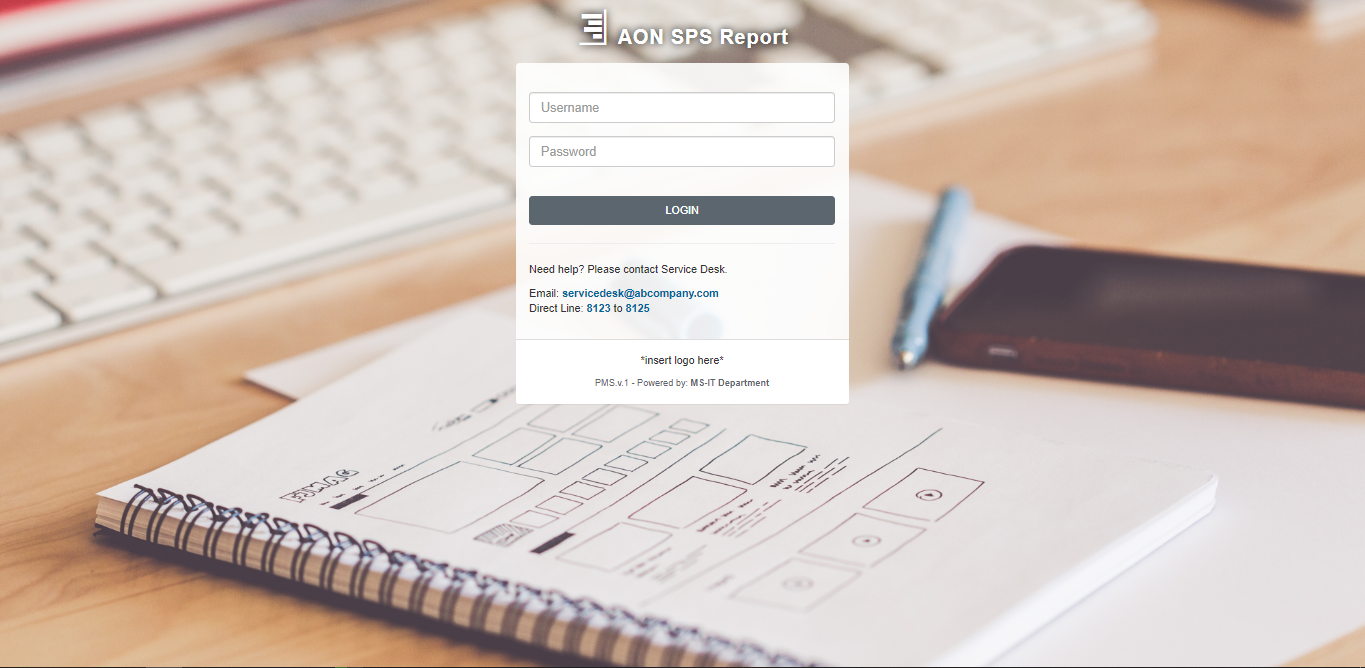 AON SPS Report
Username
Password
LOGIN
Need help? Please contact Service Desk.
Email: servicedesk@abcompany.com
Direct Line: 8123 to 8125
*insert logo here*
PMS.v.1 - Powered by: MS-IT Department